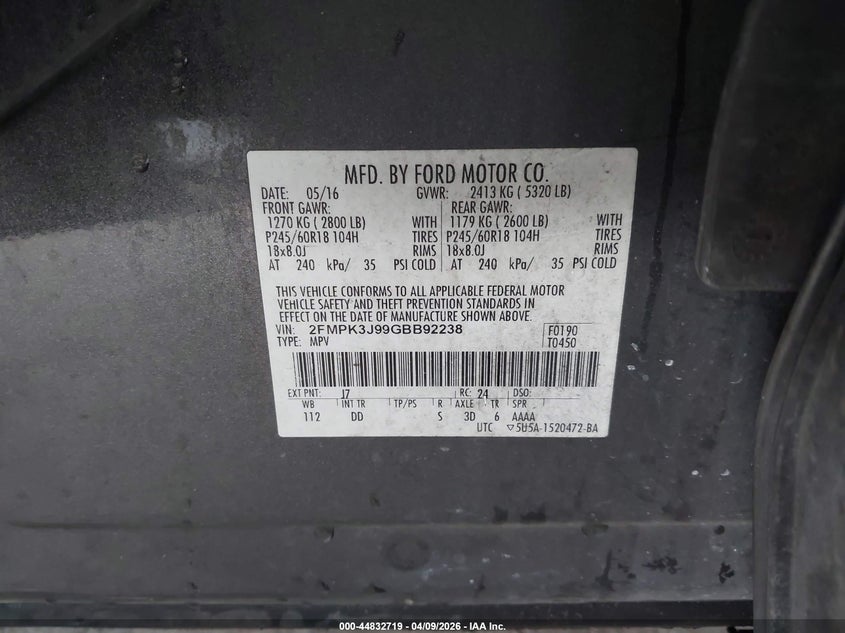 MFD. BY FORD MOTOR CO.
DATE: 05/16 GVWR: 2413 KG ( 5320 LB)
FRONT GAWR: REAR GAWR:
1270 KG ( 2800 LB) WITH 1179 KG ( 2600 LB) WITH
P245/60R18 104H TIRES P245/60R18 104H TIRES
18x8.0J RIMS 18x8.0J RIMS
AT 240 kPa/ 35 PSI COLD AT 240 kPa/ 35 PSI COLD
THIS VEHICLE CONFORMS TO ALL APPLICABLE FEDERAL MOTOR
VEHICLE SAFETY AND THEFT PREVENTION STANDARDS IN
EFFECT ON THE DATE OF MANUFACTURE SHOWN ABOVE.
VIN: 2FMPK3J99GBB92238 F0190
TYPE: MPV T0450
EXT PNT: J7 RC: 24 DSO:
WB INT TR TP/PS R AXLE TR SPR
112 DD S 3D 6 AAAA
UTC ▽5U5A-1520472-BA
000-44832719 - 04/09/2026 - IAA Inc.